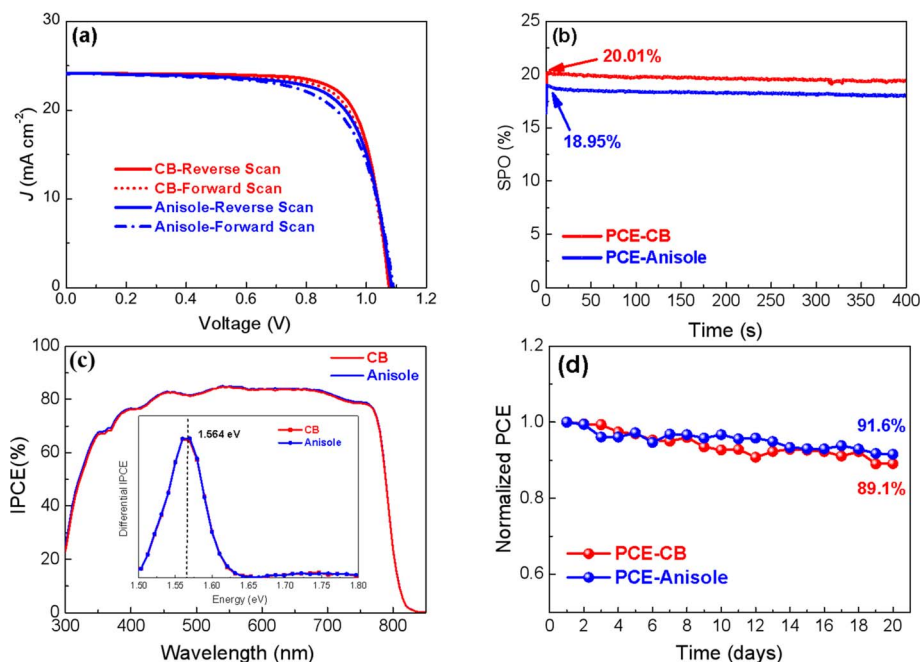 (a)
30
20
10
0
J (mA cm⁻²)
0.0 0.2 0.4 0.6 0.8 1.0 1.2
Voltage (V)
CB-Reverse Scan
CB-Forward Scan
Anisole-Reverse Scan
Anisole-Forward Scan
(b)
25
20
15
10
5
0
SPO (%)
20.01%
18.95%
PCE-CB
PCE-Anisole
0 50 100 150 200 250 300 350 400
Time (s)
(c)
100
80
60
40
20
0
IPCE(%)
CB
Anisole
1.564 eV
CB
Anisole
Differential IPCE
1.50 1.55 1.60 1.65 1.70 1.75 1.80
Energy (eV)
300 400 500 600 700 800
Wavelength (nm)
(d)
1.2
1.0
0.8
0.6
Normalized PCE
91.6%
89.1%
PCE-CB
PCE-Anisole
0 2 4 6 8 10 12 14 16 18 20
Time (days)